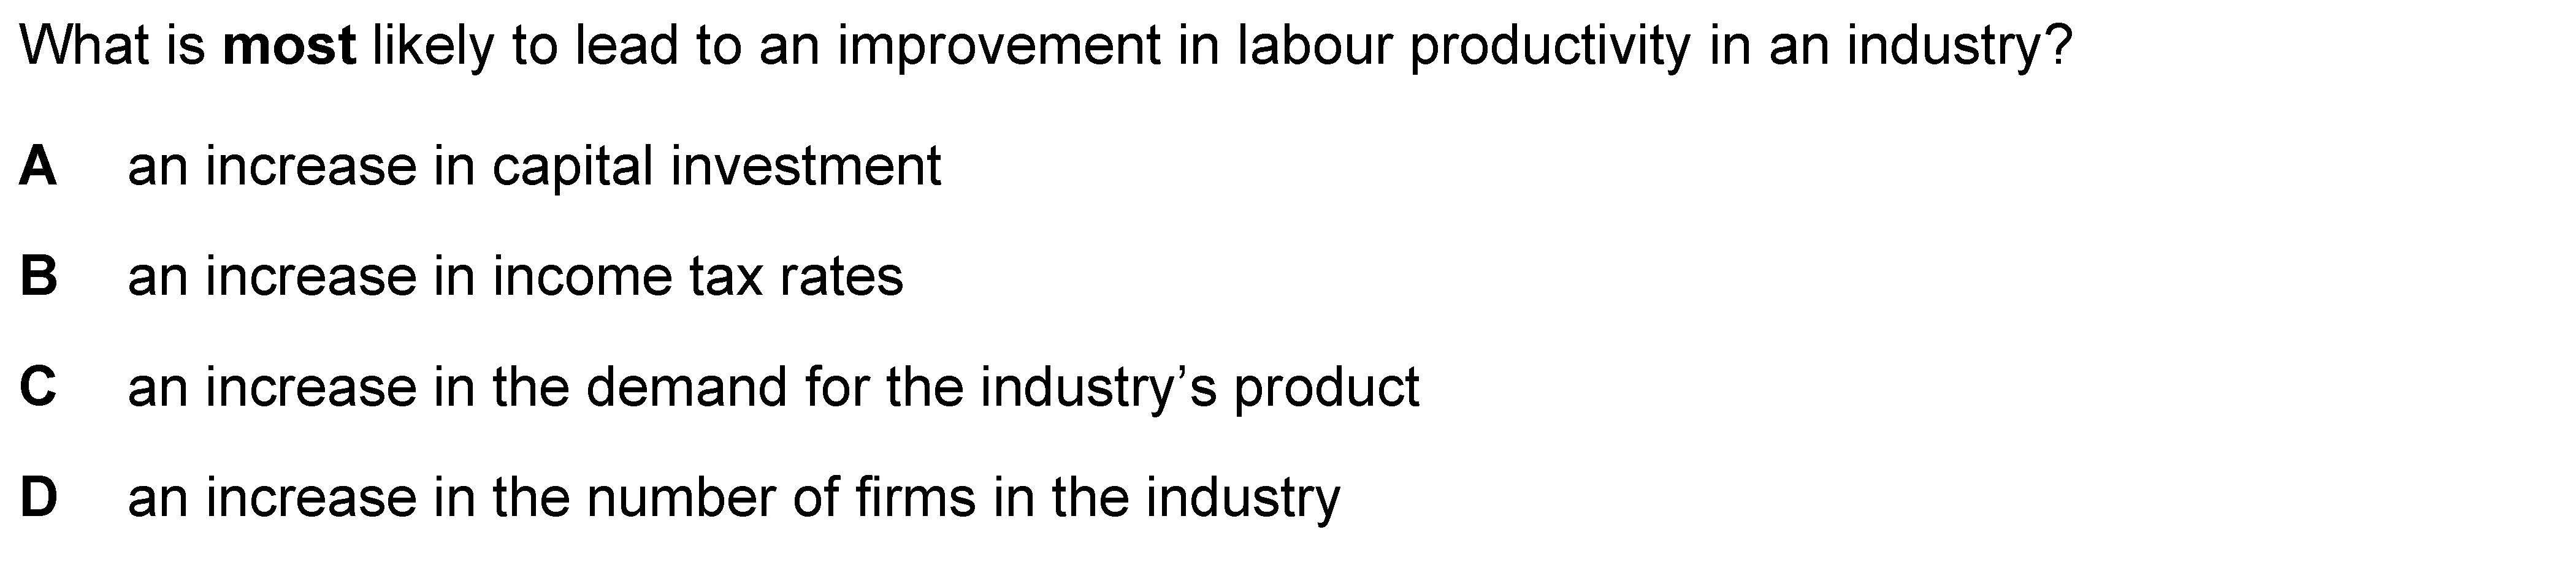 What is most likely to lead to an improvement in labour productivity in an industry?
A an increase in capital investment
B an increase in income tax rates
C an increase in the demand for the industry’s product
D an increase in the number of firms in the industry